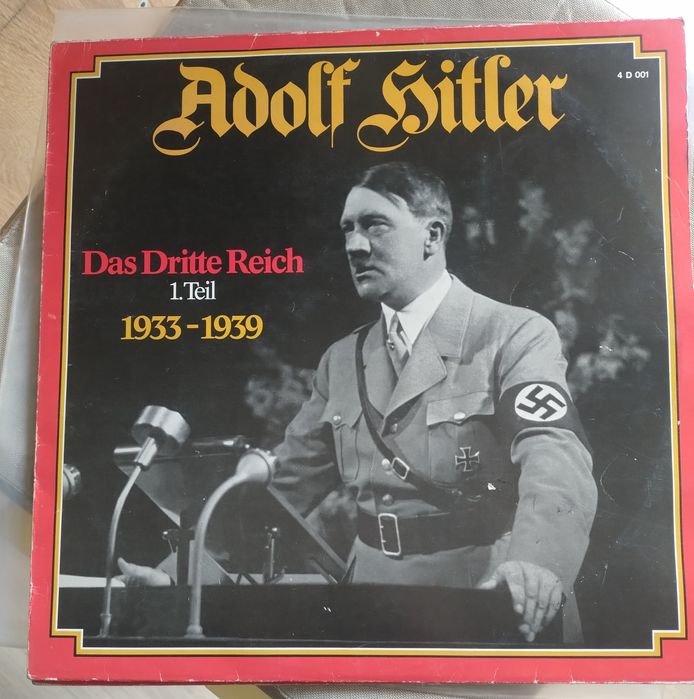 Adolf Hitler
4 D 001
Das Dritte Reich
1. Teil
1933-1939